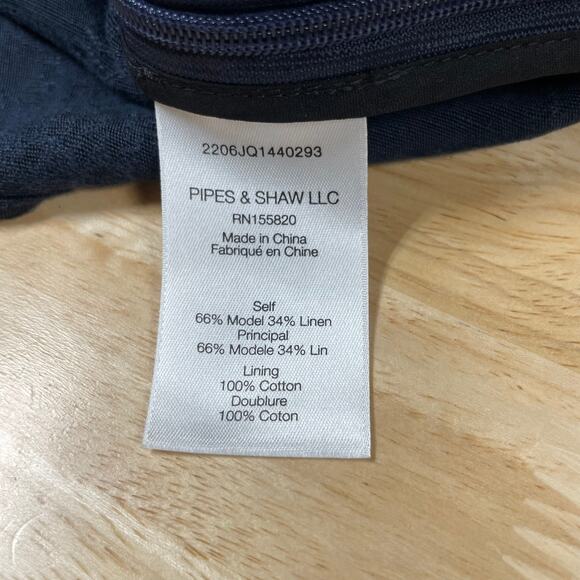 2206JQ1440293
PIPES & SHAW LLC
RN155820
Made in China
Fabriqué en Chine
Self
66% Model 34% Linen
Principal
66% Modele 34% Lin
Lining
100% Cotton
Doublure
100% Coton